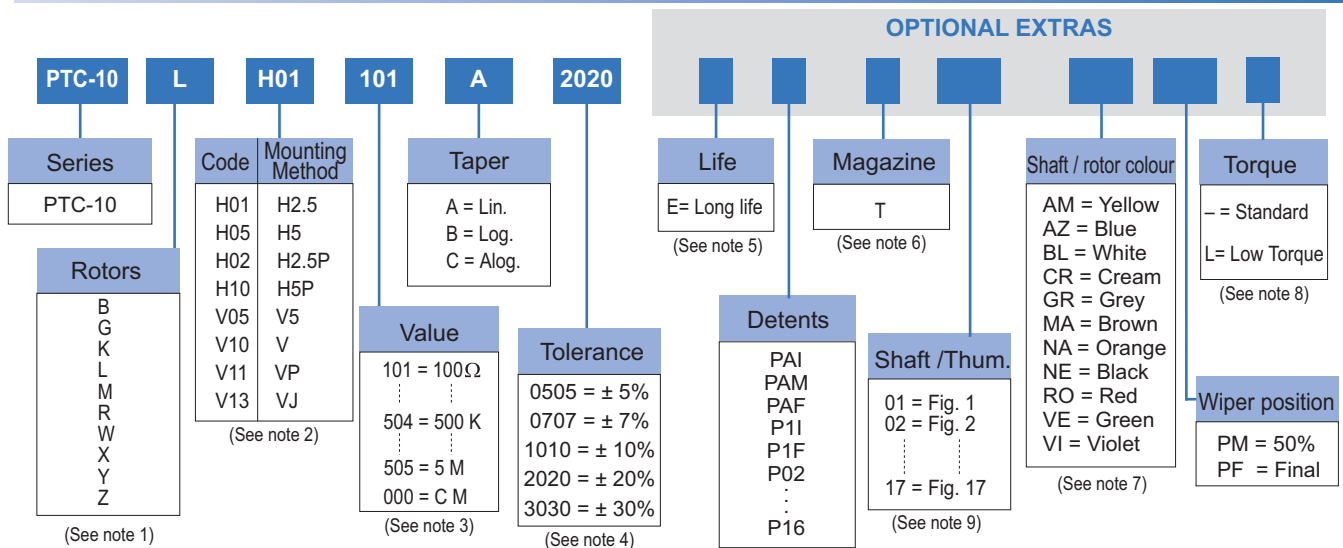 OPTIONAL EXTRAS
PTC-10 L H01 101 A 2020
Series
PTC-10
Rotors
B
G
K
L
M
R
W
X
Y
Z
(See note 1)
Code Mounting Method
H01 H2.5
H05 H5
H02 H2.5P
H10 H5P
V05 V5
V10 V
V11 VP
V13 VJ
(See note 2)
Value
101 = 100Ω
504 = 500 K
505 = 5 M
000 = C M
(See note 3)
Taper
A = Lin.
B = Log.
C = Alog.
Tolerance
0505 = ± 5%
0707 = ± 7%
1010 = ± 10%
2020 = ± 20%
3030 = ± 30%
(See note 4)
Life
E= Long life
(See note 5)
Detents
PAI
PAM
PAF
P1I
P1F
P02
:
:
P16
Magazine
T
(See note 6)
Shaft /Thum.
01 = Fig. 1
02 = Fig. 2
17 = Fig. 17
(See note 9)
Shaft / rotor colour
AM = Yellow
AZ = Blue
BL = White
CR = Cream
GR = Grey
MA = Brown
NA = Orange
NE = Black
RO = Red
VE = Green
VI = Violet
(See note 7)
Wiper position
PM = 50%
PF = Final
Torque
– = Standard
L= Low Torque
(See note 8)